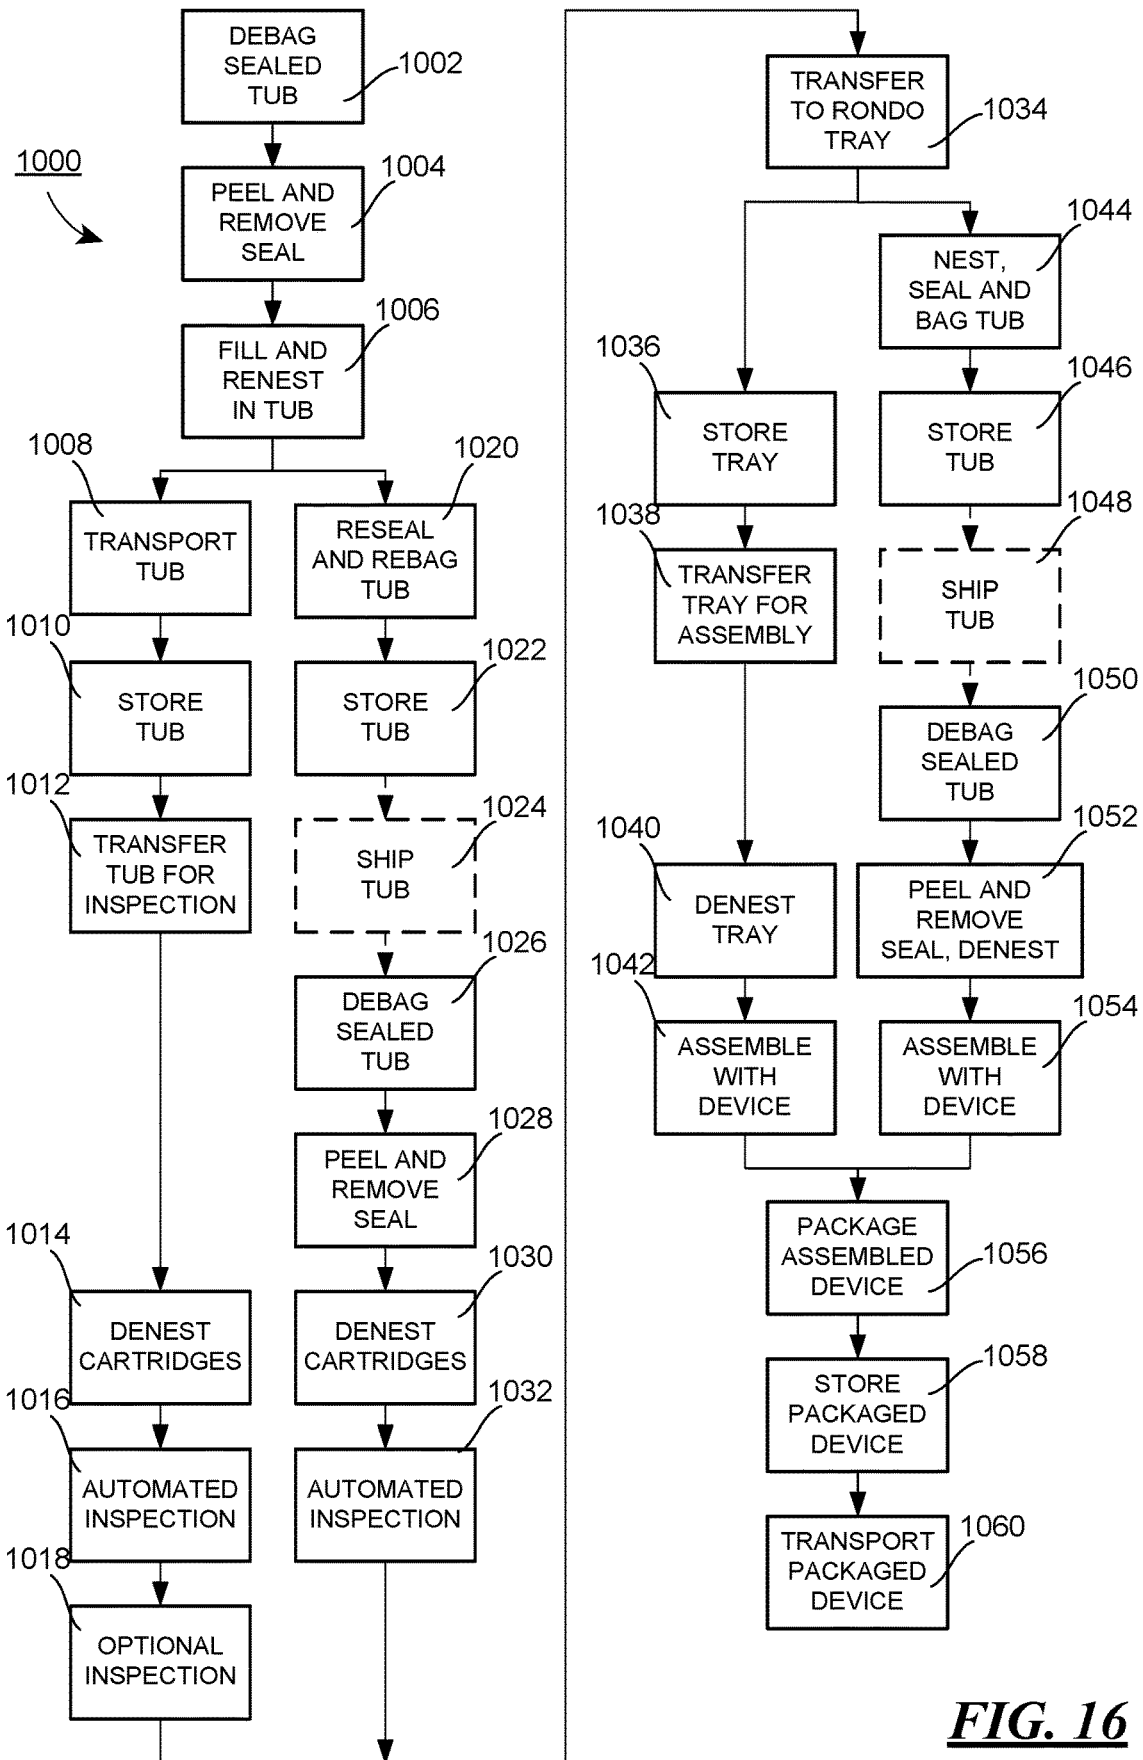 1000
DEBAG
SEALED
TUB
1002
PEEL AND
REMOVE
SEAL
1004
FILL AND
RENEST
IN TUB
1006
TRANSPORT
TUB
1008
STORE
TUB
1010
TRANSFER
TUB FOR
INSPECTION
1012
DENEST
CARTRIDGES
1014
AUTOMATED
INSPECTION
1016
OPTIONAL
INSPECTION
1018
RESEAL
AND REBAG
TUB
1020
STORE
TUB
1022
SHIP
TUB
1024
DEBAG
SEALED
TUB
1026
PEEL AND
REMOVE
SEAL
1028
DENEST
CARTRIDGES
1030
AUTOMATED
INSPECTION
1032
TRANSFER
TO RONDO
TRAY
1034
STORE
TRAY
1036
TRANSFER
TRAY FOR
ASSEMBLY
1038
DENEST
TRAY
1040
ASSEMBLE
WITH
DEVICE
1042
NEST,
SEAL AND
BAG TUB
1044
STORE
TUB
1046
SHIP
TUB
1048
DEBAG
SEALED
TUB
1050
PEEL AND
REMOVE
SEAL, DENEST
1052
ASSEMBLE
WITH
DEVICE
1054
PACKAGE
ASSEMBLED
DEVICE
1056
STORE
PACKAGED
DEVICE
1058
TRANSPORT
PACKAGED
DEVICE
1060
FIG. 16